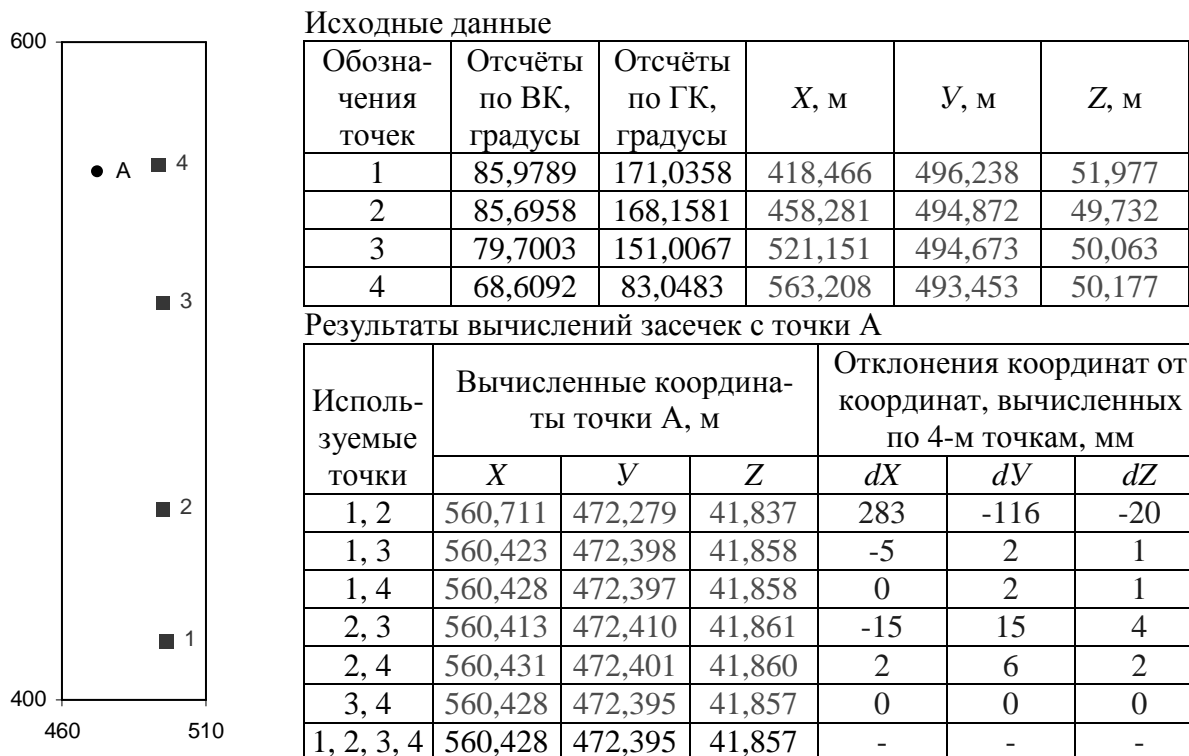 600
A
4
3
2
1
400
460 510
Исходные данные
Обозна-чения точек Отсчёты по ВК, градусы Отсчёты по ГК, градусы X, м У, м Z, м
1 85,9789 171,0358 418,466 496,238 51,977
2 85,6958 168,1581 458,281 494,872 49,732
3 79,7003 151,0067 521,151 494,673 50,063
4 68,6092 83,0483 563,208 493,453 50,177
Результаты вычислений засечек с точки А
Исполь-зуемые точки Вычисленные координа-ты точки А, м Отклонения координат от координат, вычисленных по 4-м точкам, мм
X У Z dX dУ dZ
1, 2 560,711 472,279 41,837 283 -116 -20
1, 3 560,423 472,398 41,858 -5 2 1
1, 4 560,428 472,397 41,858 0 2 1
2, 3 560,413 472,410 41,861 -15 15 4
2, 4 560,431 472,401 41,860 2 6 2
3, 4 560,428 472,395 41,857 0 0 0
1, 2, 3, 4 560,428 472,395 41,857 - - -